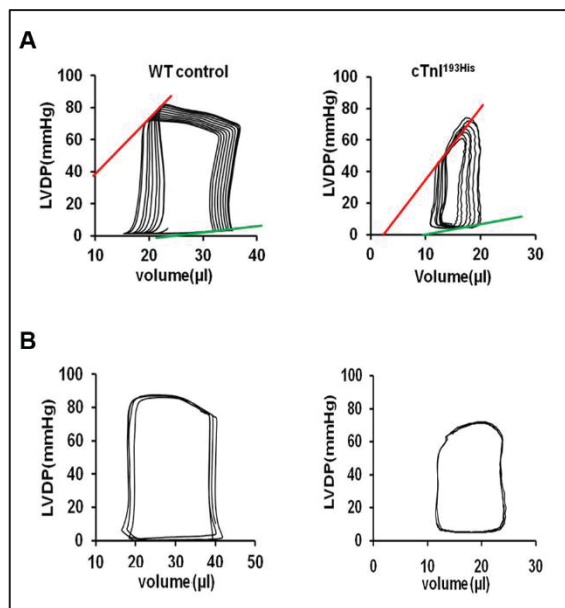 A
WT control
cTnI193His
LVDP(mmHg)
100
80
60
40
20
0
10 20 30 40
volume(µl)
LVDP(mmHg)
100
80
60
40
20
0
0 10 20 30
Volume(µl)
B
LVDP(mmHg)
100
80
60
40
20
0
10 20 30 40 50
volume(µl)
LVDP(mmHg)
100
80
60
40
20
0
0 10 20 30
volume(µl)